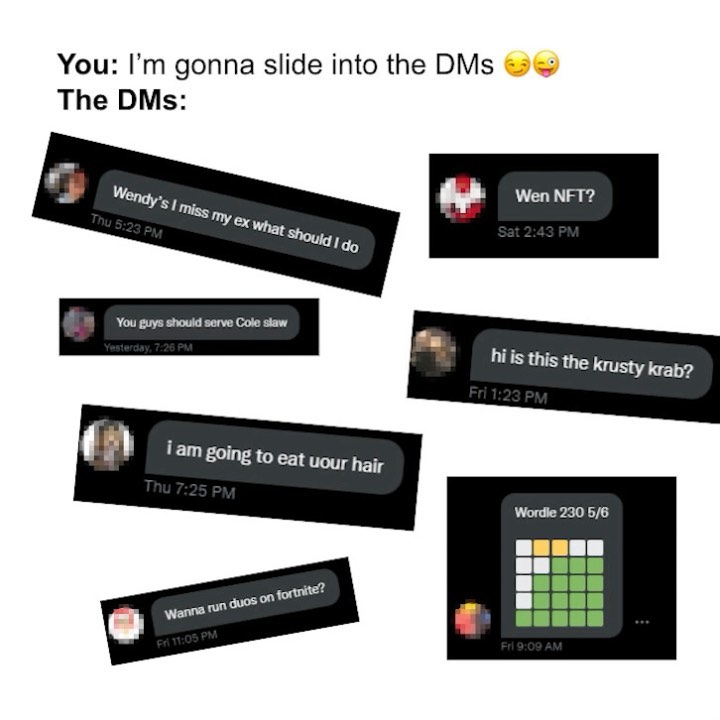 You: I’m gonna slide into the DMs 😏😜
The DMs:
Wendy's I miss my ex what should I do
Thu 5:23 PM
Wen NFT?
Sat 2:43 PM
You guys should serve Cole slaw
Yesterday, 7:26 PM
hi is this the krusty krab?
Fri 1:23 PM
i am going to eat uour hair
Thu 7:25 PM
Wordle 230 5/6
Fri 9:09 AM
Wanna run duos on fortnite?
Fri 11:05 PM